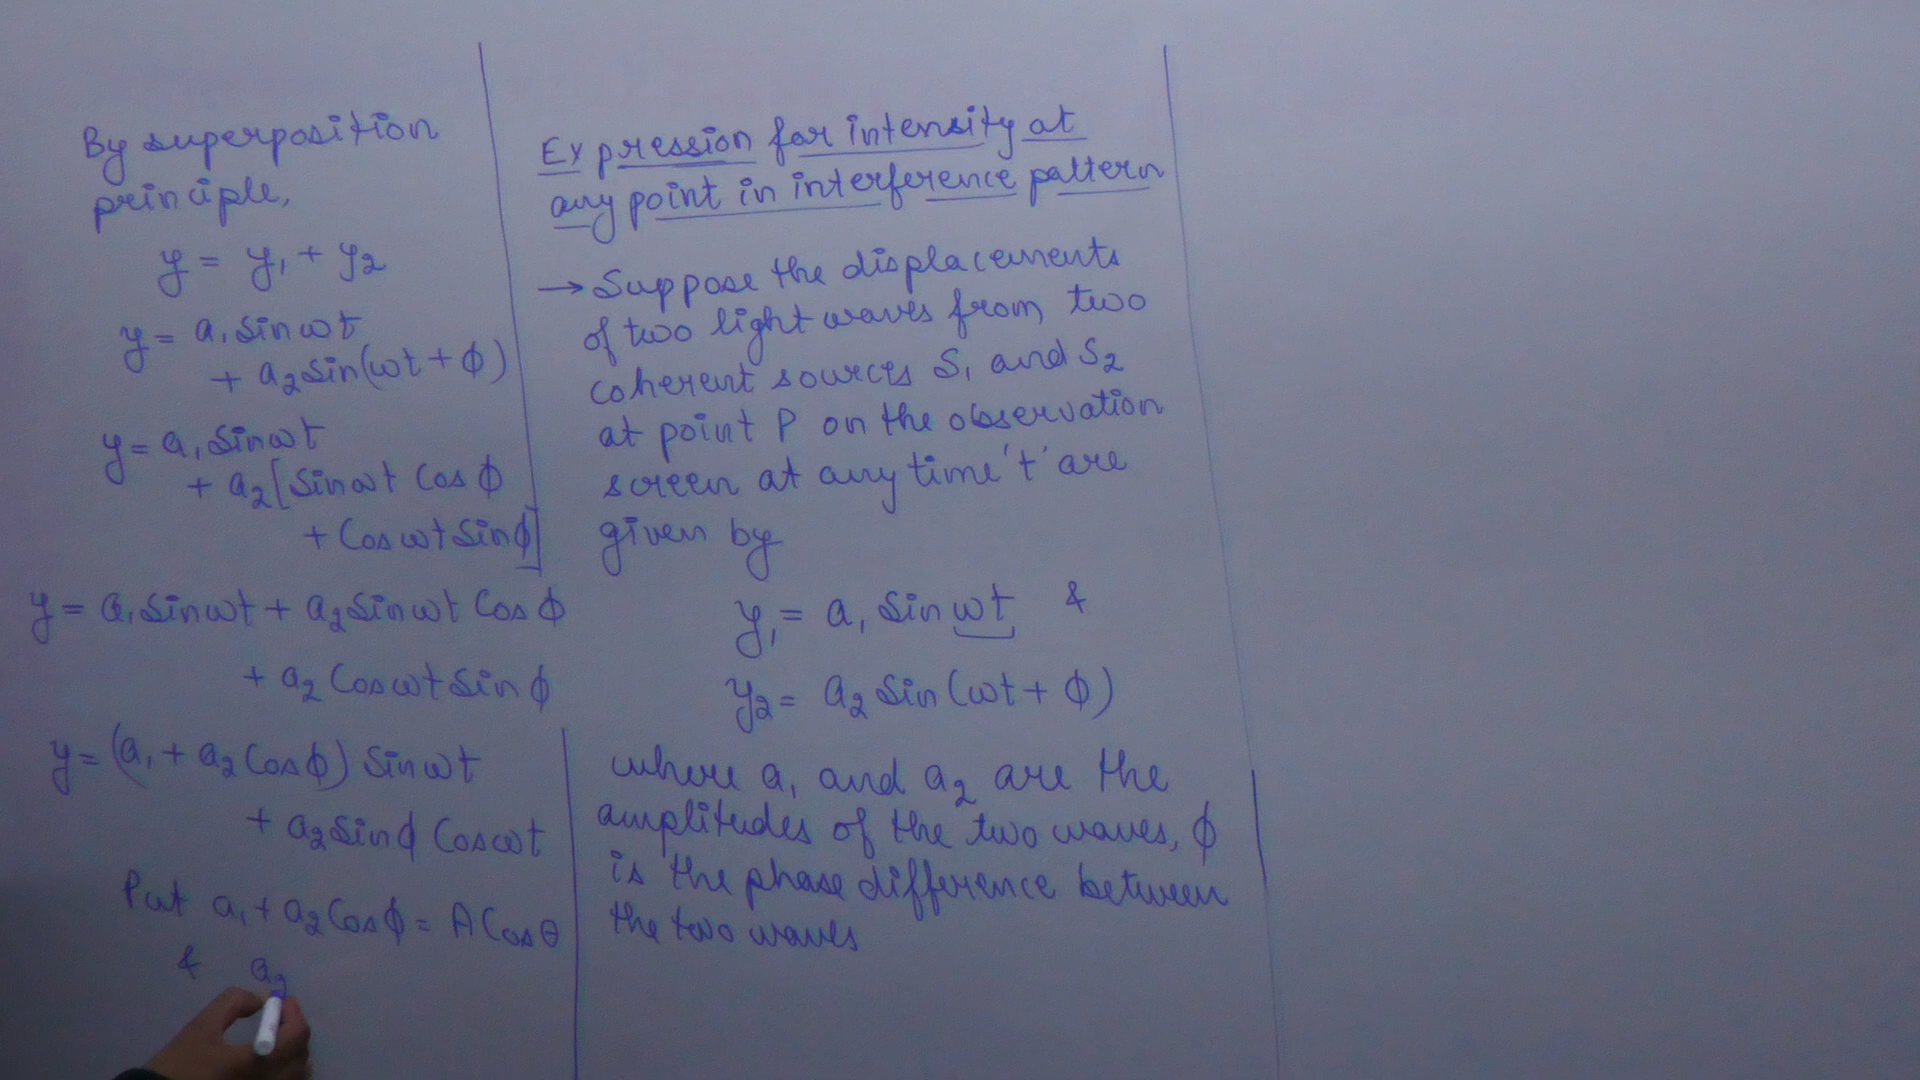 By superposition
principle,
y = y₁ + y₂
y = a₁ sin ωt
+ a₂ sin(ωt + ϕ)
y = a₁ sin ωt
+ a₂[sin ωt cos ϕ
+ cos ωt sin ϕ]
y = a₁ sin ωt + a₂ sin ωt cos ϕ
+ a₂ cos ωt sin ϕ
y = (a₁ + a₂ cos ϕ) sin ωt
+ a₂ sin ϕ cos ωt
Put a₁ + a₂ cos ϕ = A cos θ
& a₂
Expression for intensity at
any point in interference pattern
→ Suppose the displacements
of two light waves from two
coherent sources S₁ and S₂
at point P on the observation
screen at any time 't' are
given by
y₁ = a₁ sin ωt &
y₂ = a₂ sin (ωt + ϕ)
where a₁ and a₂ are the
amplitudes of the two waves, ϕ
is the phase difference between
the two waves